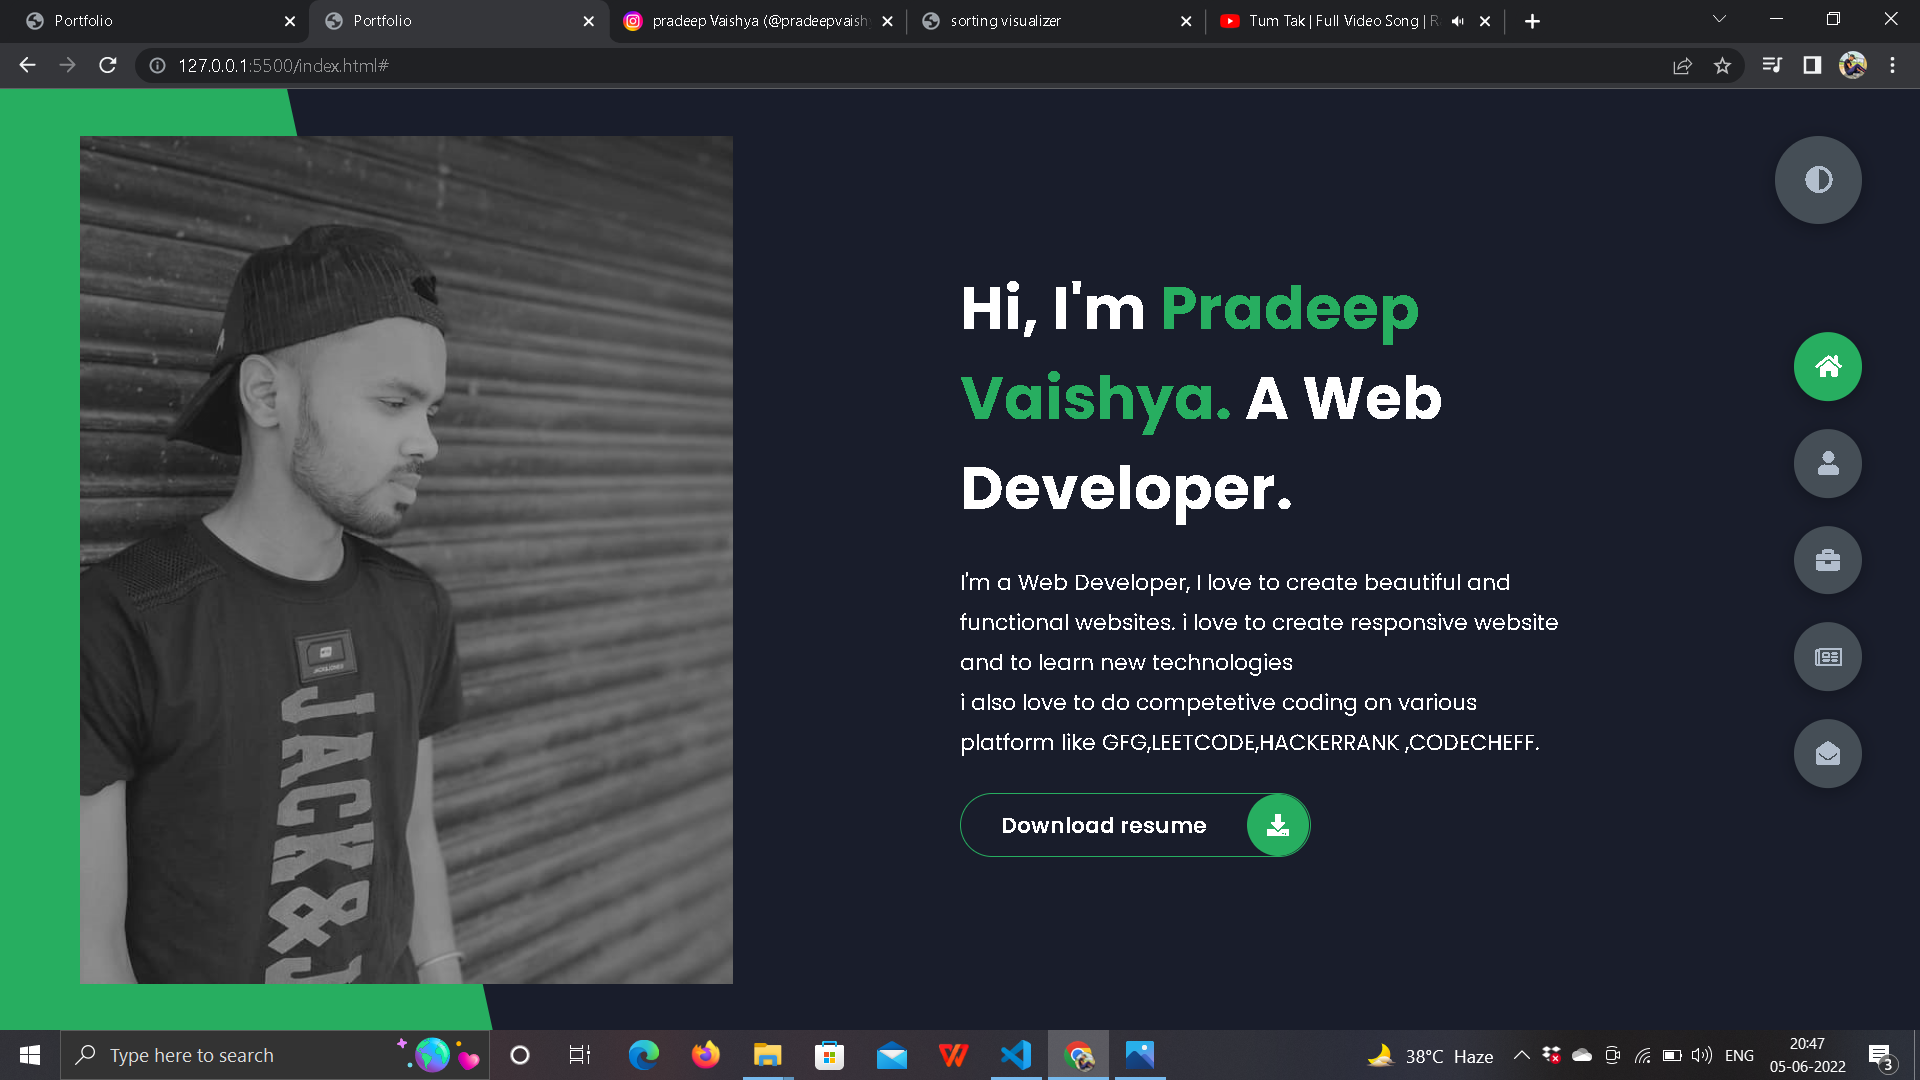 Portfolio
Portfolio
pradeep Vaishya (@pradeepvaish
sorting visualizer
Tum Tak | Full Video Song | R
127.0.0.1:5500/index.html#
Hi, I'm Pradeep
Vaishya. A Web
Developer.
I'm a Web Developer, I love to create beautiful and
functional websites. i love to create responsive website
and to learn new technologies
i also love to do competetive coding on various
platform like GFG,LEETCODE,HACKERRANK ,CODECHEFF.
Download resume
JACK&JONES
JACK&J
Type here to search
38°C Haze
ENG
20:47
05-06-2022
3